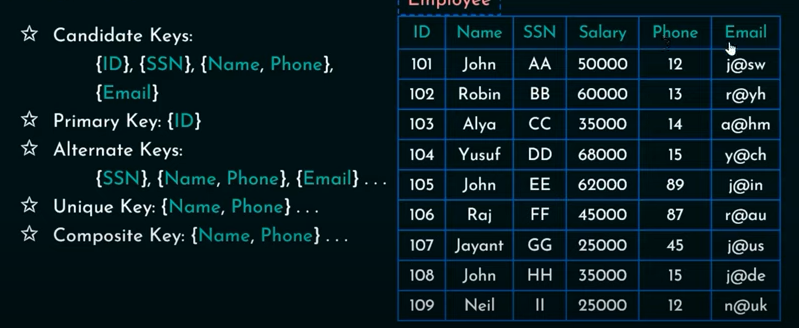 Employee
☆ Candidate Keys:
{ID}, {SSN}, {Name, Phone},
{Email}
☆ Primary Key: {ID}
☆ Alternate Keys:
{SSN}, {Name, Phone}, {Email} . . .
☆ Unique Key: {Name, Phone} . . .
☆ Composite Key: {Name, Phone} . . .
ID Name SSN Salary Phone Email
101 John AA 50000 12 j@sw
102 Robin BB 60000 13 r@yh
103 Alya CC 35000 14 a@hm
104 Yusuf DD 68000 15 y@ch
105 John EE 62000 89 j@in
106 Raj FF 45000 87 r@au
107 Jayant GG 25000 45 j@us
108 John HH 35000 15 j@de
109 Neil II 25000 12 n@uk